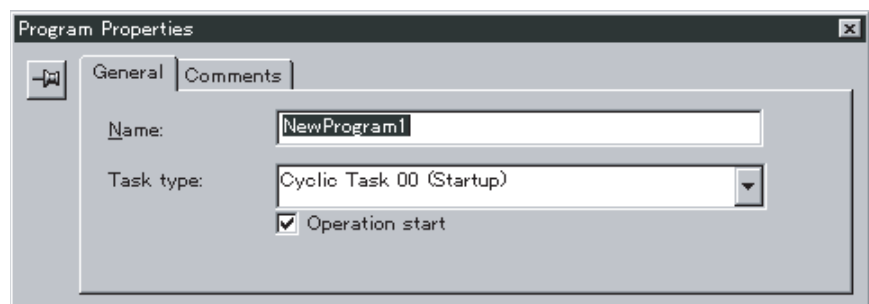 Program Properties
General Comments
Name: NewProgram1
Task type: Cyclic Task 00 (Startup)
Operation start